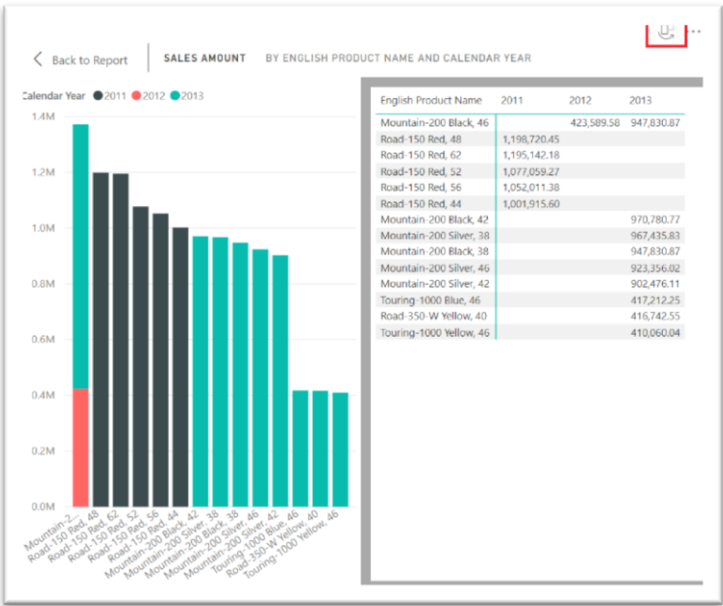 Back to Report
SALES AMOUNT BY ENGLISH PRODUCT NAME AND CALENDAR YEAR
Calendar Year 2011 2012 2013
1.4M
1.2M
1.0M
0.8M
0.6M
0.4M
0.2M
0.0M
Mountain-2...
Road-150 Red, 48
Road-150 Red, 62
Road-150 Red, 52
Road-150 Red, 56
Road-150 Red, 44
Mountain-200 Black, 42
Mountain-200 Silver, 38
Mountain-200 Black, 38
Mountain-200 Silver, 46
Mountain-200 Silver, 42
Touring-1000 Blue, 46
Road-350-W Yellow, 40
Touring-1000 Yellow, 46
English Product Name 2011 2012 2013
Mountain-200 Black, 46 423,589.58 947,830.87
Road-150 Red, 48 1,198,720.45
Road-150 Red, 62 1,195,142.18
Road-150 Red, 52 1,077,059.27
Road-150 Red, 56 1,052,011.38
Road-150 Red, 44 1,001,915.60
Mountain-200 Black, 42 970,780.77
Mountain-200 Silver, 38 967,435.83
Mountain-200 Black, 38 947,830.87
Mountain-200 Silver, 46 923,356.02
Mountain-200 Silver, 42 902,476.11
Touring-1000 Blue, 46 417,212.25
Road-350-W Yellow, 40 416,742.55
Touring-1000 Yellow, 46 410,060.04